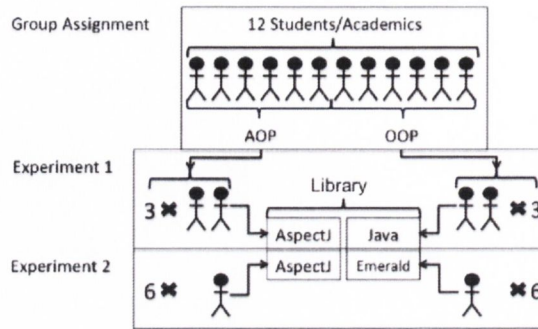 Group Assignment
12 Students/Academics
AOP
OOP
Experiment 1
Library
3 ✖
✖ 3
AspectJ
Java
Experiment 2
AspectJ
Emerald
6 ✖
✖ 6